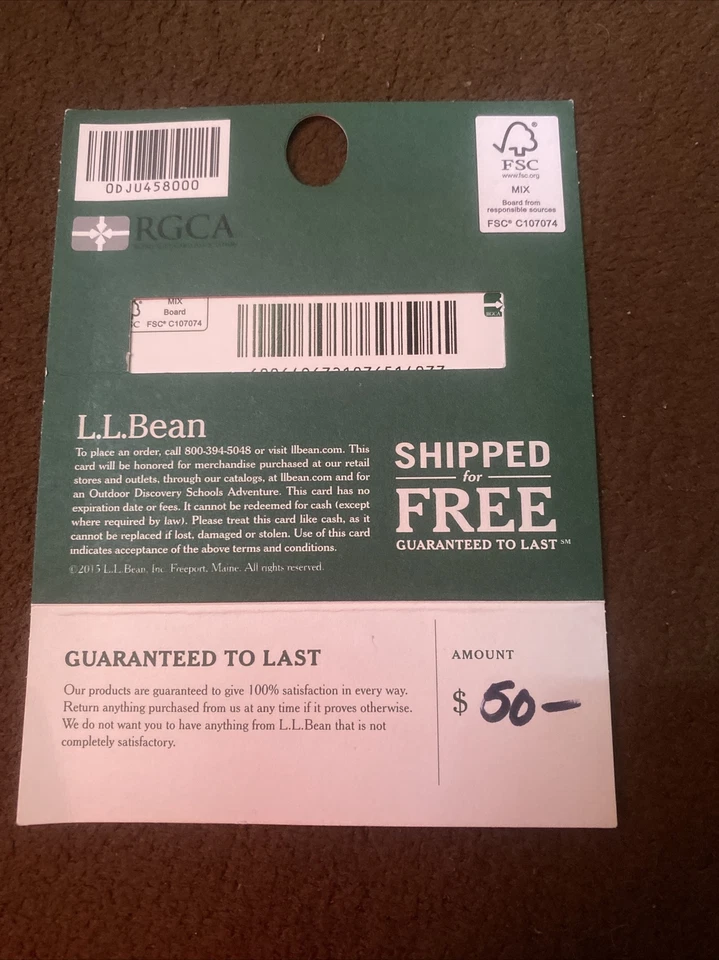 0DJU458000
RGCA
FSC®
www.fsc.org
MIX
Board from
responsible sources
FSC® C107074
MIX
Board
FSC® C107074
RGCA
L.L.Bean
To place an order, call 800-394-5048 or visit llbean.com. This
card will be honored for merchandise purchased at our retail
stores and outlets, through our catalogs, at llbean.com and for
an Outdoor Discovery Schools Adventure. This card has no
expiration date or fees. It cannot be redeemed for cash (except
where required by law). Please treat this card like cash, as it
cannot be replaced if lost, damaged or stolen. Use of this card
indicates acceptance of the above terms and conditions.
©2015 L.L.Bean, Inc. Freeport, Maine. All rights reserved.
SHIPPED
for
FREE
GUARANTEED TO LAST℠
GUARANTEED TO LAST
Our products are guaranteed to give 100% satisfaction in every way.
Return anything purchased from us at any time if it proves otherwise.
We do not want you to have anything from L.L.Bean that is not
completely satisfactory.
AMOUNT
$ 50-